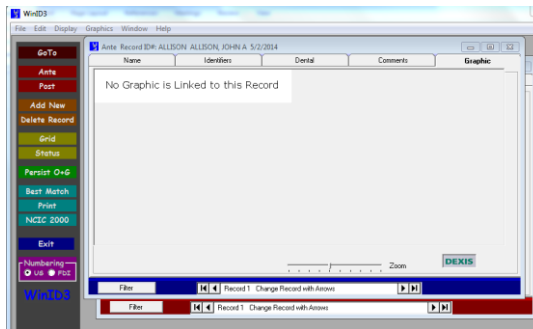 WinID3
File Edit Display Graphics Window Help
GoTo
Ante
Post
Add New
Delete Record
Grid
Status
Persist O+G
Best Match
Print
NCIC 2000
Exit
Numbering
US FDI
WinID3
Ante Record ID#: ALLISON ALLISON, JOHN A 5/2/2014
Name Identifiers Dental Comments Graphic
No Graphic is Linked to this Record
Zoom
DEXIS
Filter Record 1 Change Record with Arrows
Filter Record 1 Change Record with Arrows